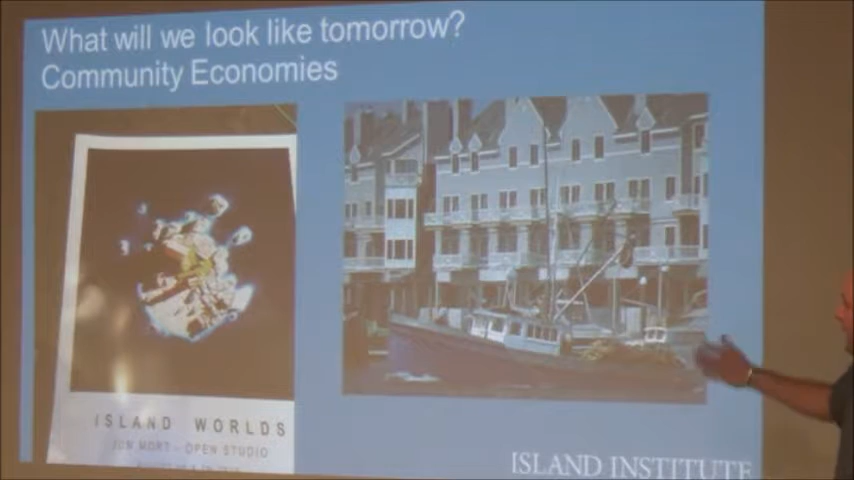 What will we look like tomorrow?
Community Economies
ISLAND WORLDS
JON MORT - OPEN STUDIO
ISLAND INSTITUTE